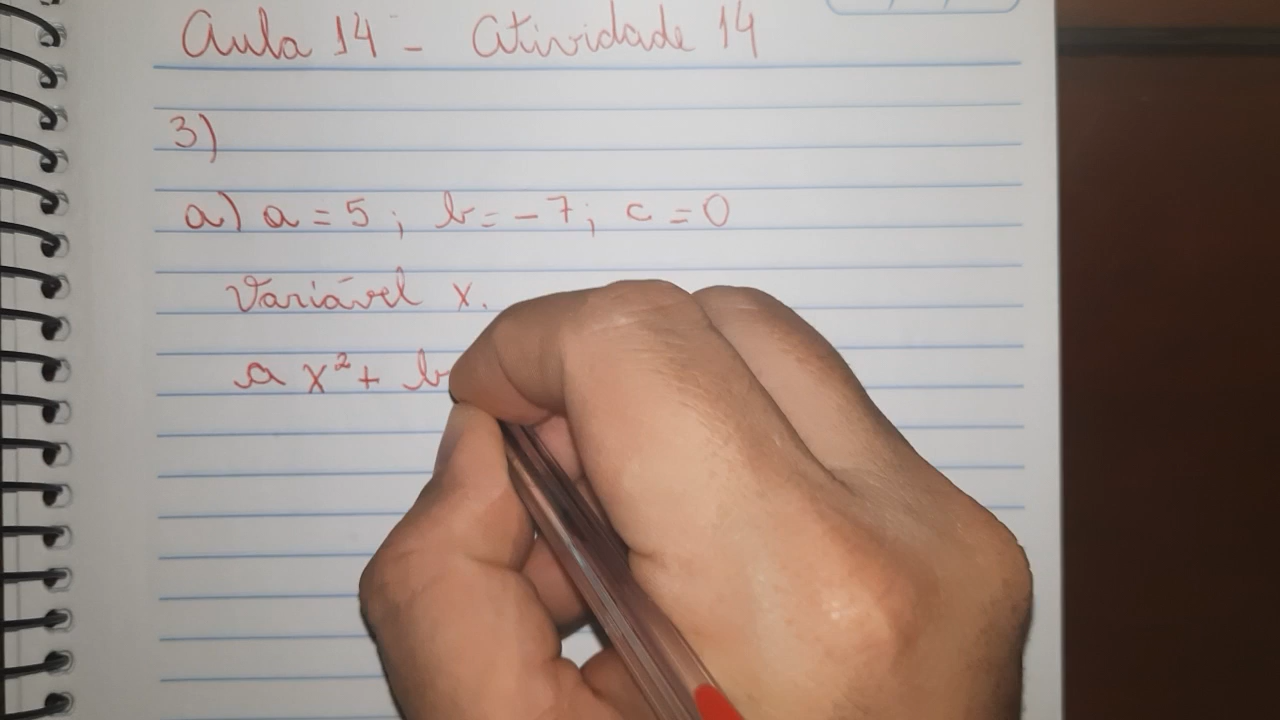 Aula 14 - Atividade 14
3)
a) a = 5 ; b = -7 ; c = 0
Variável x.
a x² + b